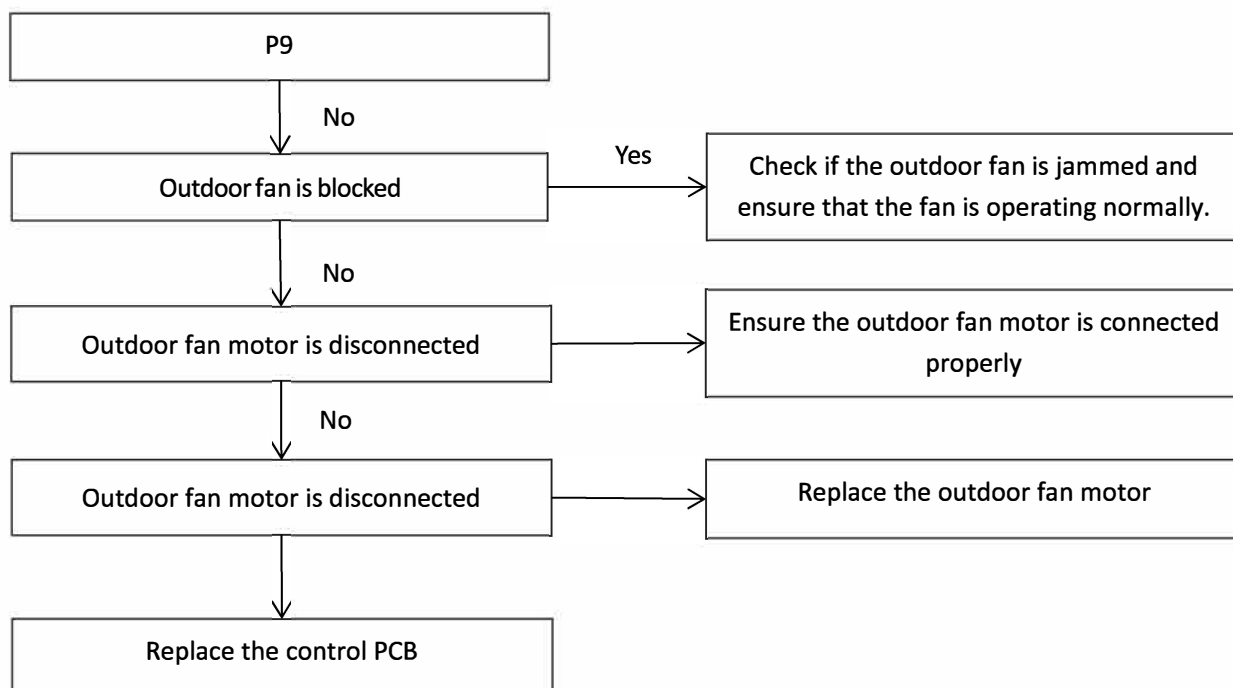 P9
No
Outdoor fan is blocked
Yes
Check if the outdoor fan is jammed and
ensure that the fan is operating normally.
No
Outdoor fan motor is disconnected
Ensure the outdoor fan motor is connected
properly
No
Outdoor fan motor is disconnected
Replace the outdoor fan motor
Replace the control PCB